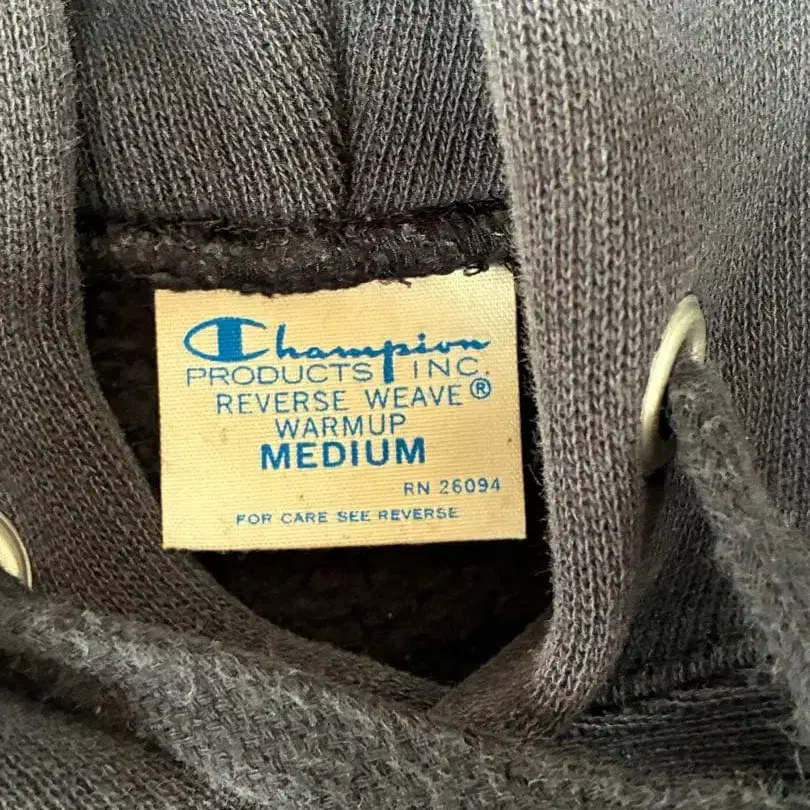 Champion
PRODUCTS INC.
REVERSE WEAVE®
WARMUP
MEDIUM
RN 26094
FOR CARE SEE REVERSE